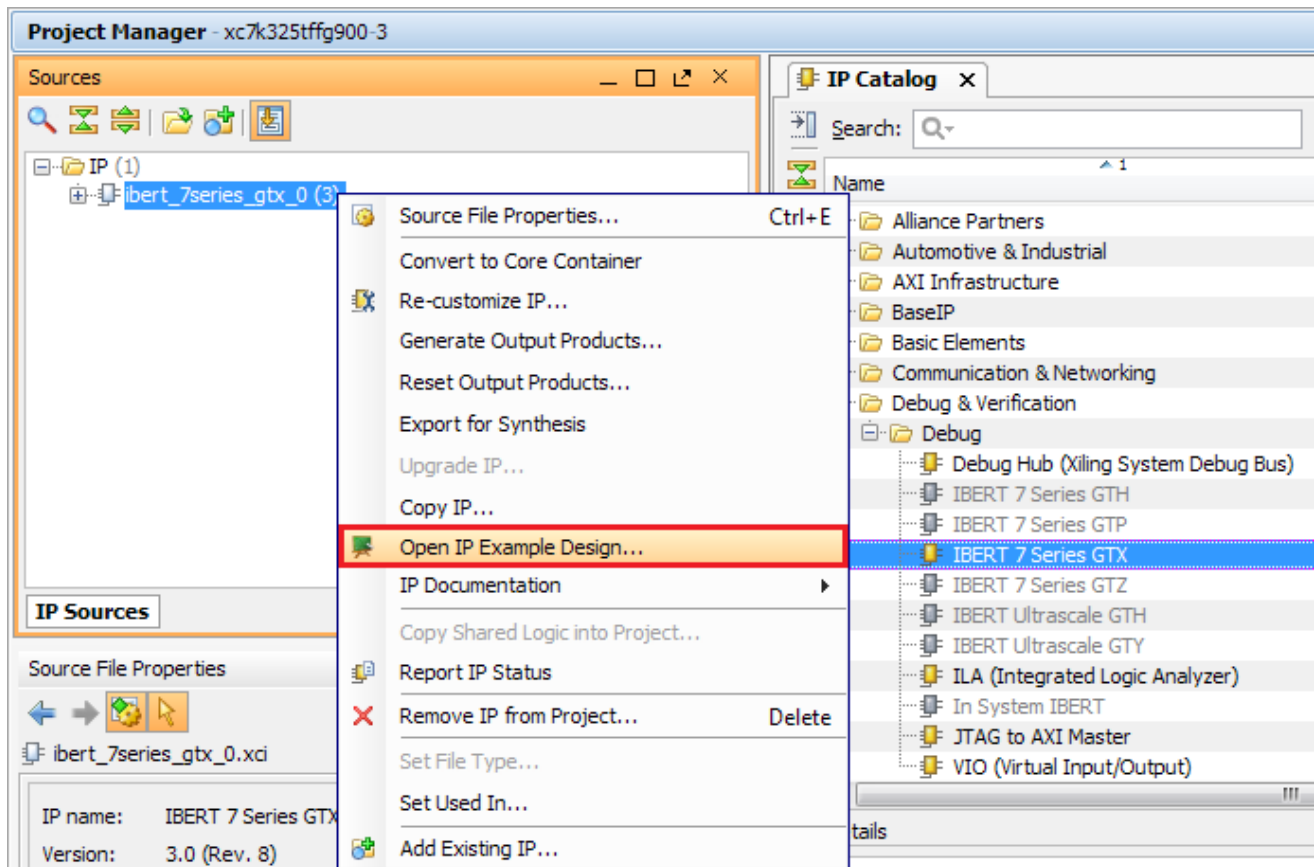 Project Manager - xc7k325tffg900-3
Sources
IP (1)
ibert_7series_gtx_0 (3)
IP Sources
Source File Properties
ibert_7series_gtx_0.xci
IP name: IBERT 7 Series GTX
Version: 3.0 (Rev. 8)
Source File Properties... Ctrl+E
Convert to Core Container
Re-customize IP...
Generate Output Products...
Reset Output Products...
Export for Synthesis
Upgrade IP...
Copy IP...
Open IP Example Design...
IP Documentation
Copy Shared Logic into Project...
Report IP Status
Remove IP from Project... Delete
Set File Type...
Set Used In...
Add Existing IP...
IP Catalog
Search:
Name 1
Alliance Partners
Automotive & Industrial
AXI Infrastructure
BaseIP
Basic Elements
Communication & Networking
Debug & Verification
Debug
Debug Hub (Xiling System Debug Bus)
IBERT 7 Series GTH
IBERT 7 Series GTP
IBERT 7 Series GTX
IBERT 7 Series GTZ
IBERT Ultrascale GTH
IBERT Ultrascale GTY
ILA (Integrated Logic Analyzer)
In System IBERT
JTAG to AXI Master
VIO (Virtual Input/Output)
tails